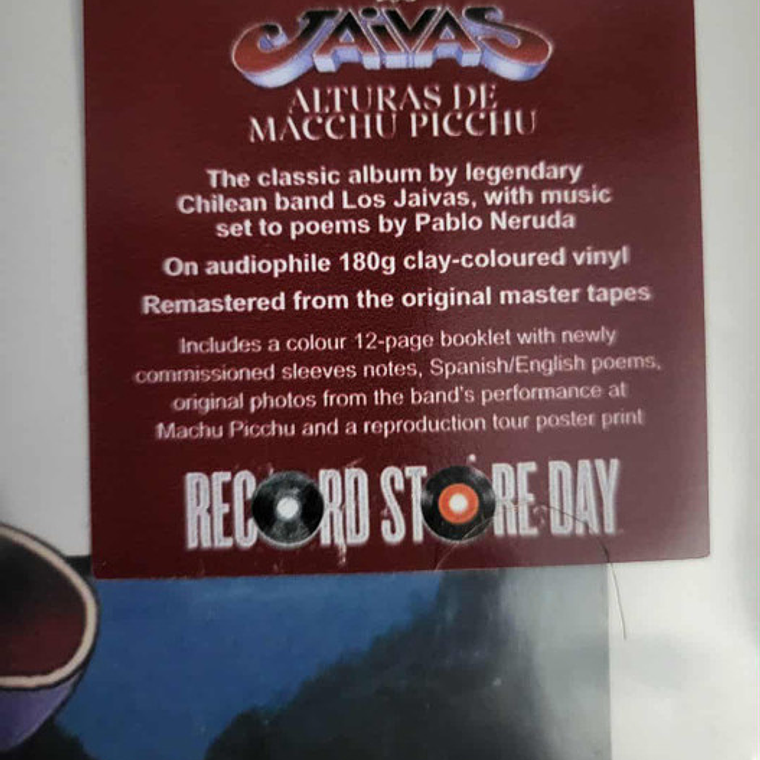 JAIVAS
ALTURAS DE
MACCHU PICCHU
The classic album by legendary
Chilean band Los Jaivas, with music
set to poems by Pablo Neruda
On audiophile 180g clay-coloured vinyl
Remastered from the original master tapes
Includes a colour 12-page booklet with newly
commissioned sleeves notes, Spanish/English poems,
original photos from the band's performance at
Machu Picchu and a reproduction tour poster print
RECORD STORE DAY